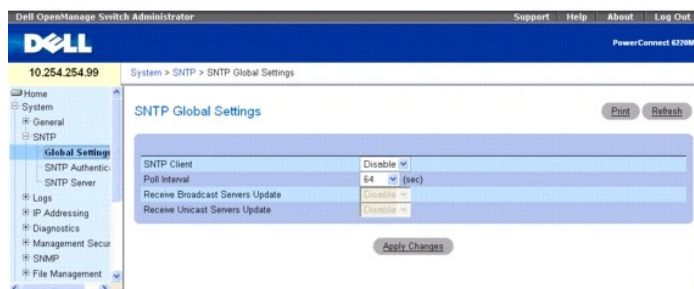 Dell OpenManage Switch Administrator
Support Help About Log Out
DELL
PowerConnect 6220M
10.254.254.99
System > SNTP > SNTP Global Settings
Home
System
General
SNTP
Global Settings
SNTP Authentic
SNTP Server
Logs
IP Addressing
Diagnostics
Management Secur
SNMP
File Management
SNTP Global Settings
Print Refresh
SNTP Client Disable
Poll Interval 64 (sec)
Receive Broadcast Servers Update Disable
Receive Unicast Servers Update Disable
Apply Changes